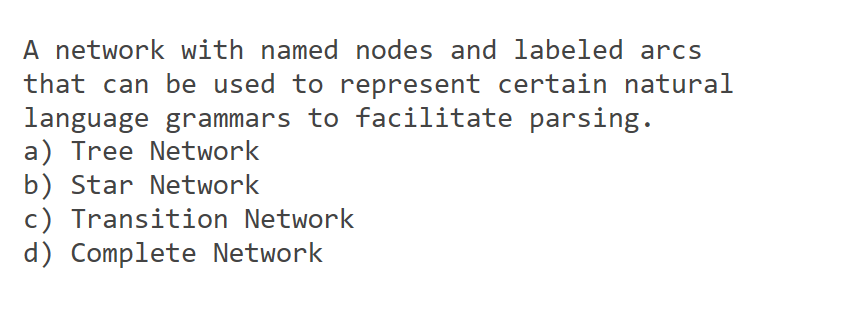 A network with named nodes and labeled arcs
that can be used to represent certain natural
language grammars to facilitate parsing.
a) Tree Network
b) Star Network
c) Transition Network
d) Complete Network